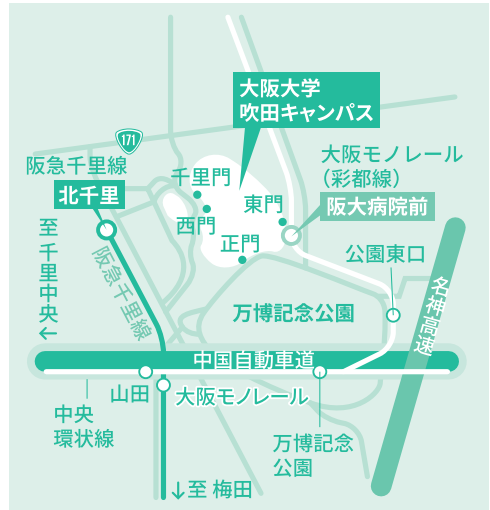 大阪大学
吹田キャンパス
171
阪急千里線
北千里
千里門
西門
東門
正門
大阪モノレール
（彩都線）
阪大病院前
至 千里中央
←
阪急千里線
公園東口
名神高速
万博記念公園
中国自動車道
山田
大阪モノレール
中央
環状線
万博記念
公園
↓至 梅田